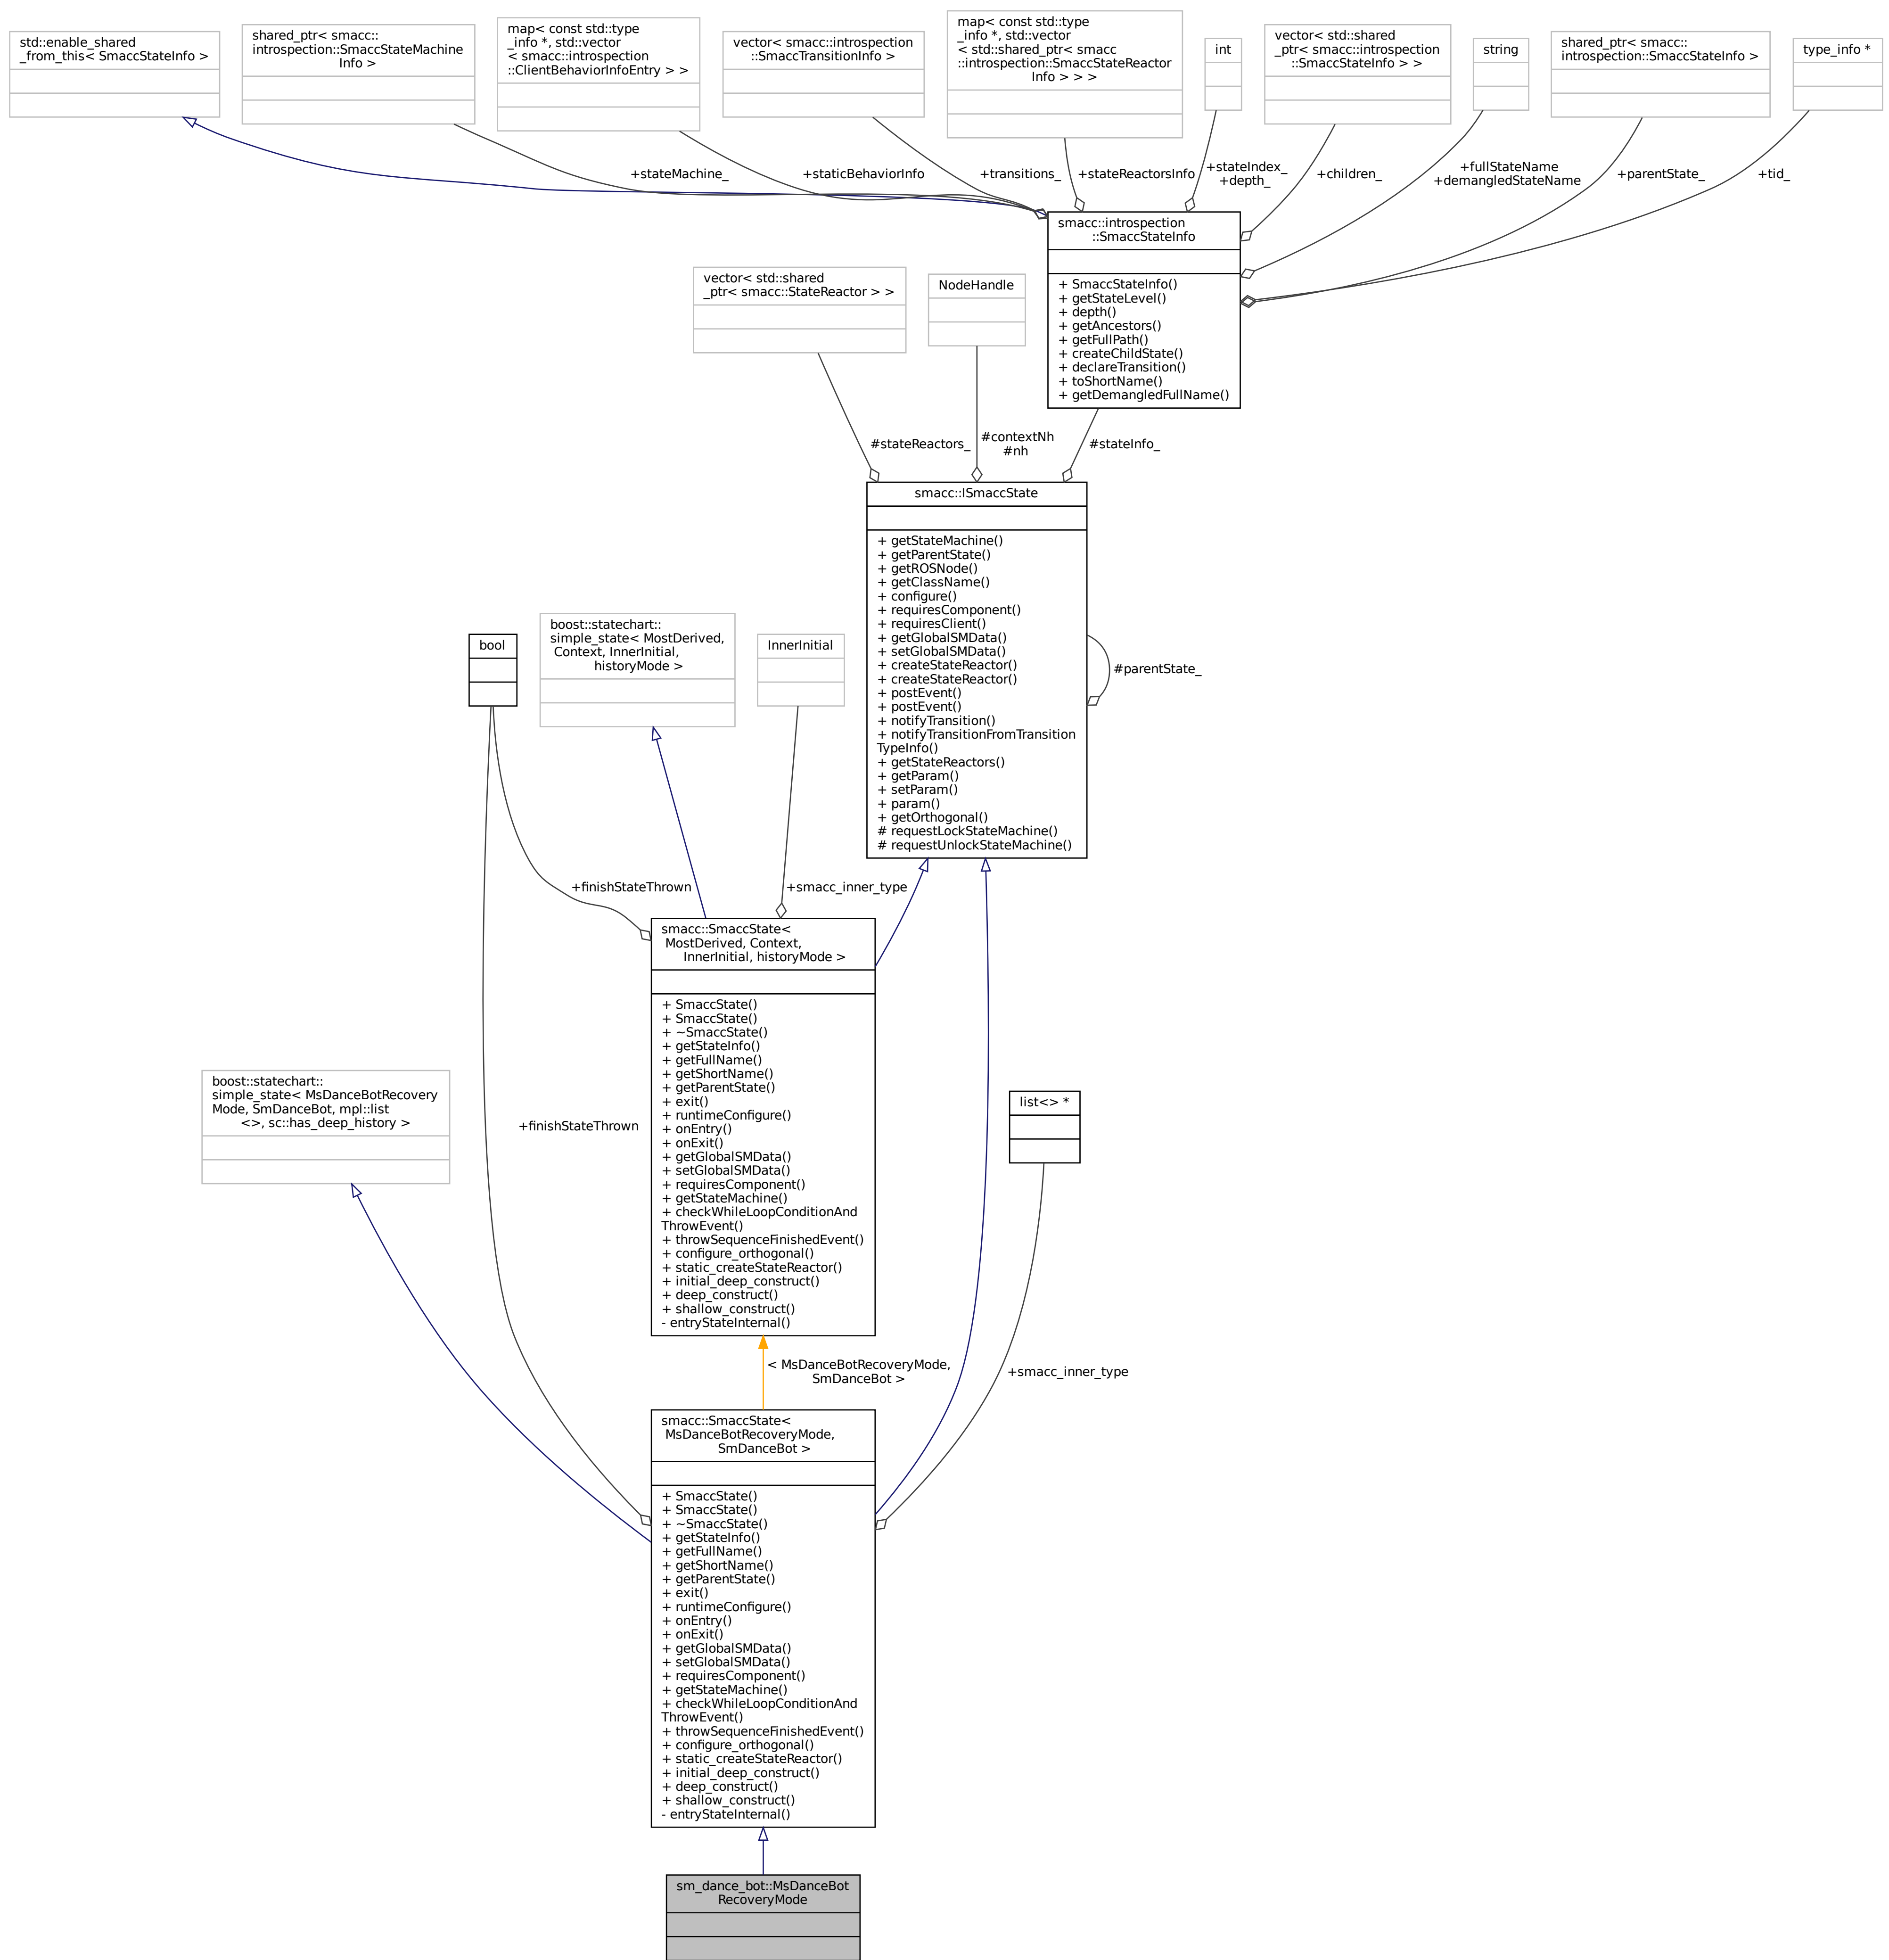 std::enable_shared
_from_this< SmaccStateInfo >
shared_ptr< smacc::
introspection::SmaccStateMachine
Info >
map< const std::type
_info *, std::vector
< smacc::introspection
::ClientBehaviorInfoEntry > >
vector< smacc::introspection
::SmaccTransitionInfo >
map< const std::type
_info *, std::vector
< std::shared_ptr< smacc
::introspection::SmaccStateReactor
Info > > >
int
vector< std::shared
_ptr< smacc::introspection
::SmaccStateInfo > >
string
shared_ptr< smacc::
introspection::SmaccStateInfo >
type_info *
+stateMachine_
+staticBehaviorInfo
+transitions_
+stateReactorsInfo
+stateIndex_
+depth_
+children_
+fullStateName
+demangledStateName
+parentState_
+tid_
smacc::introspection
::SmaccStateInfo
+ SmaccStateInfo()
+ getStateLevel()
+ depth()
+ getAncestors()
+ getFullPath()
+ createChildState()
+ declareTransition()
+ toShortName()
+ getDemangledFullName()
vector< std::shared
_ptr< smacc::StateReactor > >
NodeHandle
#stateReactors_
#contextNh
#nh
#stateInfo_
smacc::ISmaccState
+ getStateMachine()
+ getParentState()
+ getROSNode()
+ getClassName()
+ configure()
+ requiresComponent()
+ requiresClient()
+ getGlobalSMData()
+ setGlobalSMData()
+ createStateReactor()
+ createStateReactor()
+ postEvent()
+ postEvent()
+ notifyTransition()
+ notifyTransitionFromTransition
TypeInfo()
+ getStateReactors()
+ getParam()
+ setParam()
+ param()
+ getOrthogonal()
# requestLockStateMachine()
# requestUnlockStateMachine()
#parentState_
bool
boost::statechart::
simple_state< MostDerived,
Context, InnerInitial,
historyMode >
InnerInitial
+finishStateThrown
+smacc_inner_type
smacc::SmaccState<
MostDerived, Context,
InnerInitial, historyMode >
+ SmaccState()
+ SmaccState()
+ ~SmaccState()
+ getStateInfo()
+ getFullName()
+ getShortName()
+ getParentState()
+ exit()
+ runtimeConfigure()
+ onEntry()
+ onExit()
+ getGlobalSMData()
+ setGlobalSMData()
+ requiresComponent()
+ getStateMachine()
+ checkWhileLoopConditionAnd
ThrowEvent()
+ throwSequenceFinishedEvent()
+ configure_orthogonal()
+ static_createStateReactor()
+ initial_deep_construct()
+ deep_construct()
+ shallow_construct()
- entryStateInternal()
boost::statechart::
simple_state< MsDanceBotRecovery
Mode, SmDanceBot, mpl::list
<>, sc::has_deep_history >
+finishStateThrown
list<> *
< MsDanceBotRecoveryMode,
SmDanceBot >
+smacc_inner_type
smacc::SmaccState<
MsDanceBotRecoveryMode,
SmDanceBot >
+ SmaccState()
+ SmaccState()
+ ~SmaccState()
+ getStateInfo()
+ getFullName()
+ getShortName()
+ getParentState()
+ exit()
+ runtimeConfigure()
+ onEntry()
+ onExit()
+ getGlobalSMData()
+ setGlobalSMData()
+ requiresComponent()
+ getStateMachine()
+ checkWhileLoopConditionAnd
ThrowEvent()
+ throwSequenceFinishedEvent()
+ configure_orthogonal()
+ static_createStateReactor()
+ initial_deep_construct()
+ deep_construct()
+ shallow_construct()
- entryStateInternal()
sm_dance_bot::MsDanceBot
RecoveryMode